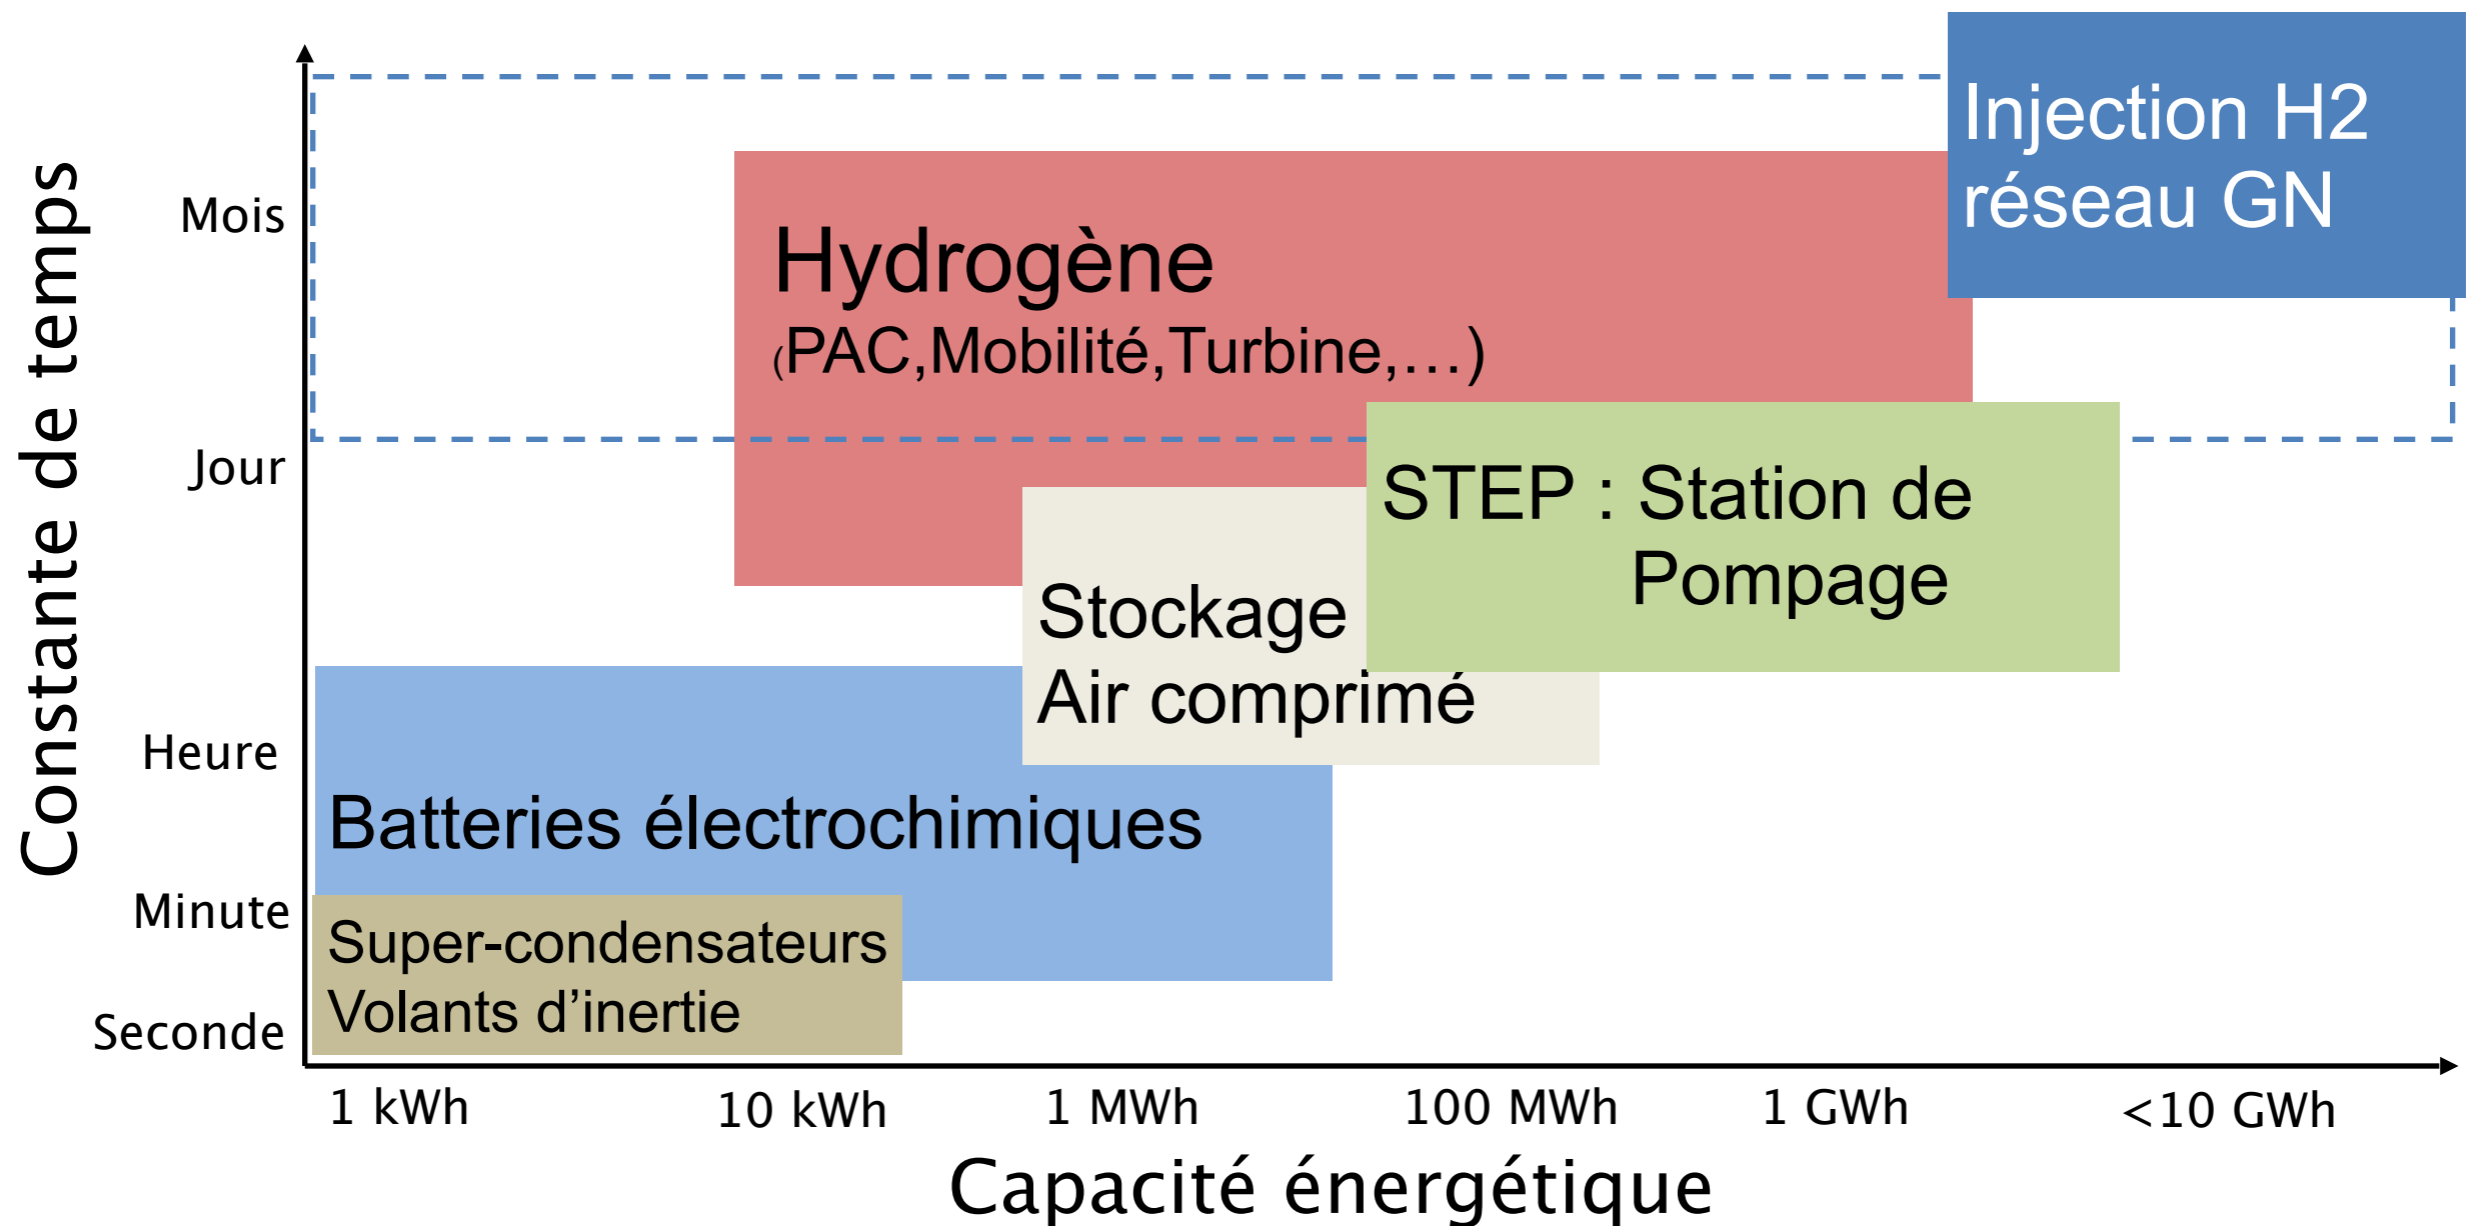 Injection H2
réseau GN
Mois
Hydrogène
(PAC,Mobilité,Turbine,…)
Constante de temps
Jour
STEP : Station de
Pompage
Stockage
Air comprimé
Heure
Batteries électrochimiques
Minute
Super-condensateurs
Volants d’inertie
Seconde
1 kWh
10 kWh
1 MWh
100 MWh
1 GWh
<10 GWh
Capacité énergétique